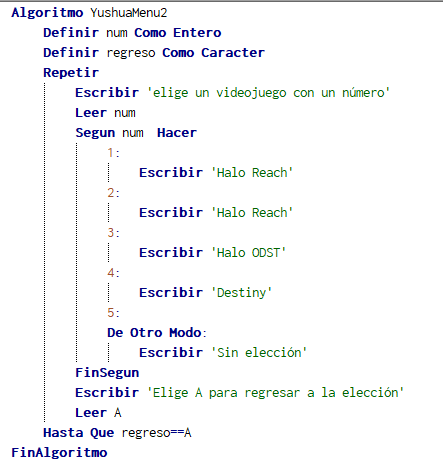 Algoritmo YushuaMenu2
Definir num Como Entero
Definir regreso Como Caracter
Repetir
Escribir 'elige un videojuego con un número'
Leer num
Segun num Hacer
1:
Escribir 'Halo Reach'
2:
Escribir 'Halo Reach'
3:
Escribir 'Halo ODST'
4:
Escribir 'Destiny'
5:
De Otro Modo:
Escribir 'Sin elección'
FinSegun
Escribir 'Elige A para regresar a la elección'
Leer A
Hasta Que regreso==A
FinAlgoritmo